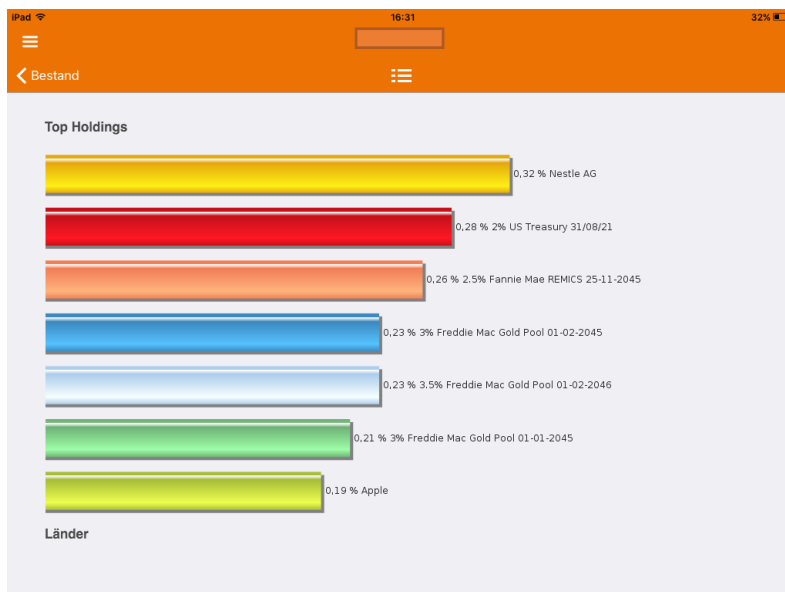 iPad 16:31 32%
Bestand
Top Holdings
0,32 % Nestle AG
0,28 % 2% US Treasury 31/08/21
0,26 % 2.5% Fannie Mae REMICS 25-11-2045
0,23 % 3% Freddie Mac Gold Pool 01-02-2045
0,23 % 3.5% Freddie Mac Gold Pool 01-02-2046
0,21 % 3% Freddie Mac Gold Pool 01-01-2045
0,19 % Apple
Länder